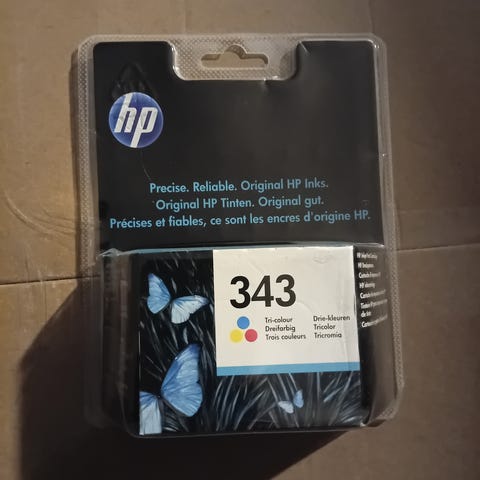 hp
Precise. Reliable. Original HP Inks.
Original HP Tinten. Original gut.
Précises et fiables, ce sont les encres d'origine HP.
343
Tri-colour Drie-kleuren
Dreifarbig Tricolor
Trois couleurs Tricromia